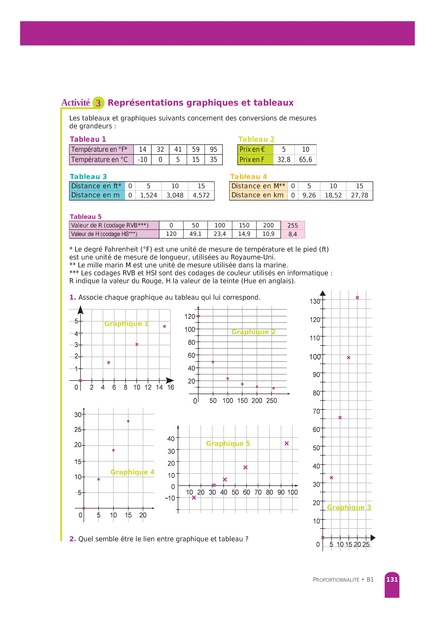 Activité 3 Représentations graphiques et tableaux
Les tableaux et graphiques suivants concernent des conversions de mesures
de grandeurs :
Tableau 1
Température en °F* 14 32 41 59 95
Température en °C -10 0 5 15 35
Tableau 2
Prix en € 5 10
Prix en F 32,8 65,6
Tableau 3
Distance en ft* 0 5 10 15
Distance en m 0 1,524 3,048 4,572
Tableau 4
Distance en M** 0 5 10 15
Distance en km 0 9,26 18,52 27,78
Tableau 5
Valeur de R (codage RVB***) 0 50 100 150 200 255
Valeur de H (codage HSI***) 120 49,1 23,4 14,9 10,9 8,4
* Le degré Fahrenheit (°F) est une unité de mesure de température et le pied (ft)
est une unité de mesure de longueur, utilisées au Royaume-Uni.
** Le mille marin M est une unité de mesure utilisée dans la marine.
*** Les codages RVB et HSI sont des codages de couleur utilisés en informatique :
R indique la valeur du Rouge, H la valeur de la teinte (Hue en anglais).
1. Associe chaque graphique au tableau qui lui correspond.
Graphique 1
5
4
3
2
1
0 2 4 6 8 10 12 14 16
Graphique 2
120
100
80
60
40
20
0 50 100 150 200 250
Graphique 3
130
120
110
100
90
80
70
60
50
40
30
20
10
0 5 10 15 20 25
Graphique 4
30
25
20
15
10
5
0 5 10 15 20
Graphique 5
40
30
20
10
0
-10
10 20 30 40 50 60 70 80 90 100
2. Quel semble être le lien entre graphique et tableau ?
PROPORTIONNALITÉ • B1 131